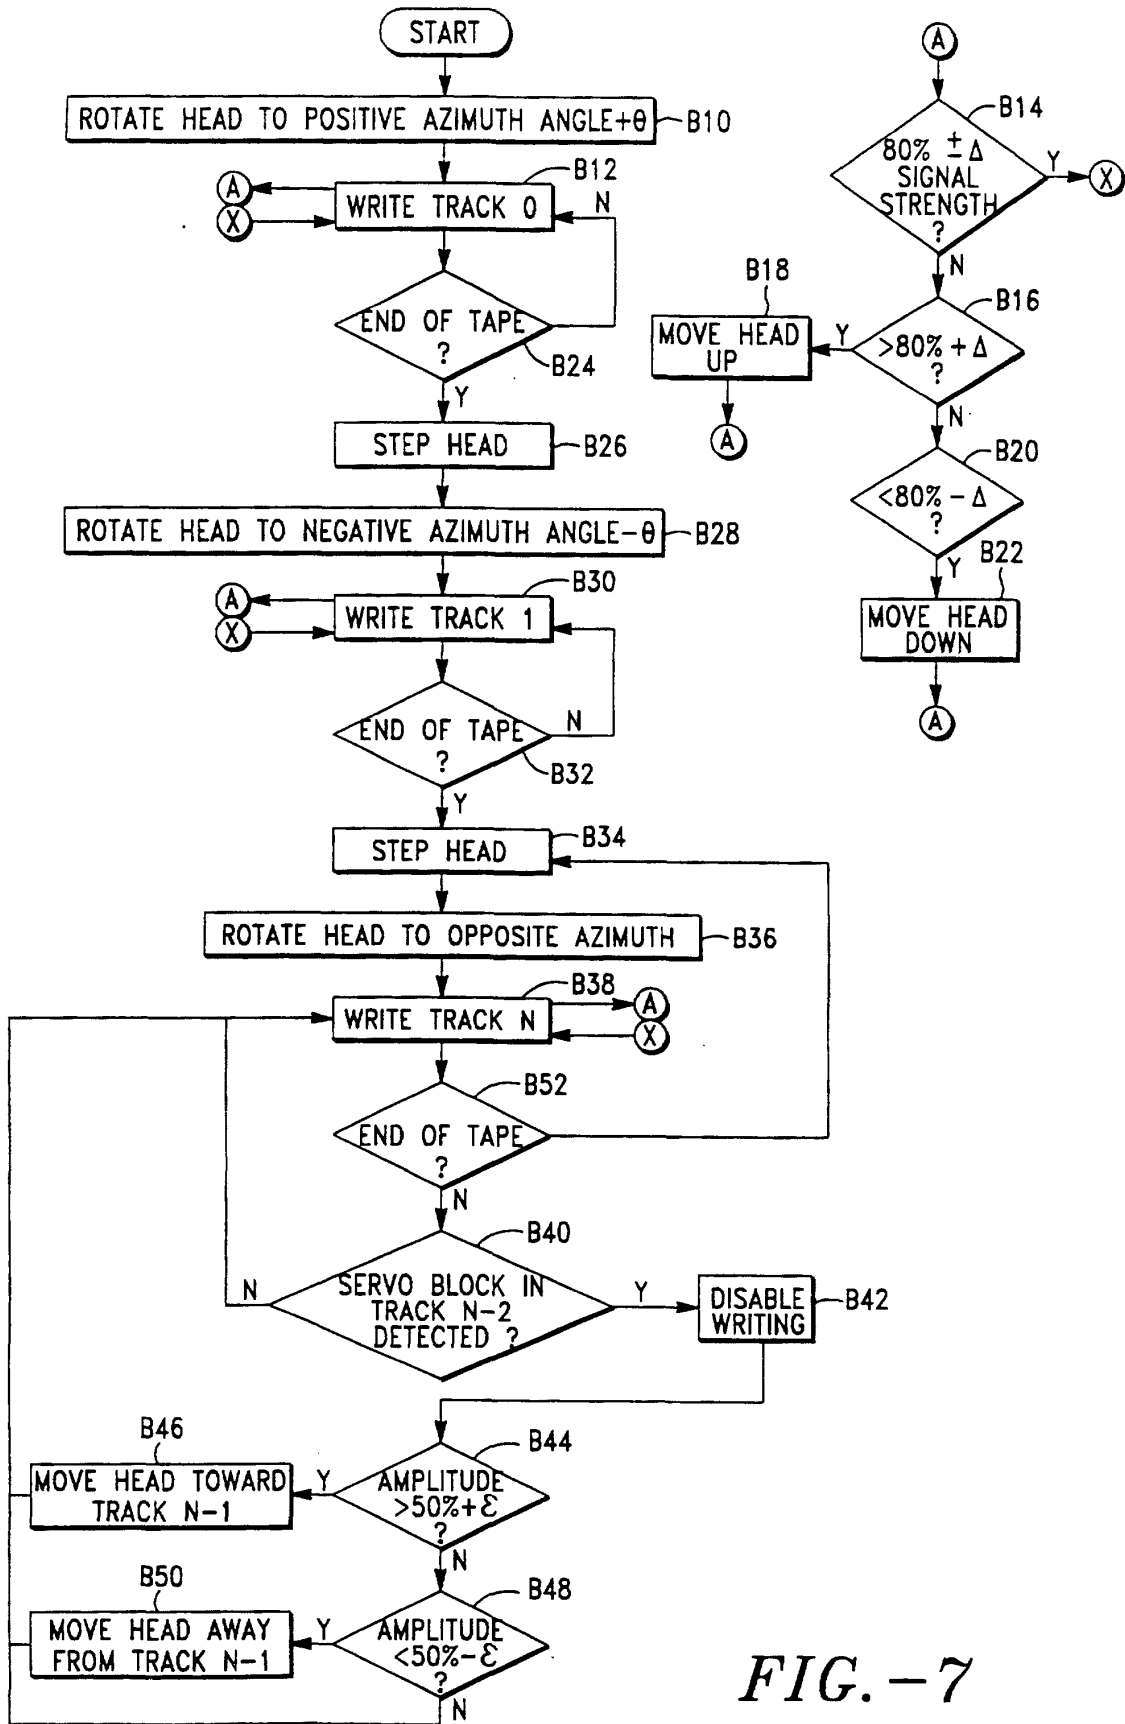 START
ROTATE HEAD TO POSITIVE AZIMUTH ANGLE+θ
B10
B12
A
X
WRITE TRACK 0
N
END OF TAPE
?
B24
Y
STEP HEAD
B26
ROTATE HEAD TO NEGATIVE AZIMUTH ANGLE-θ
B28
B30
A
X
WRITE TRACK 1
END OF TAPE
?
N
B32
Y
STEP HEAD
B34
ROTATE HEAD TO OPPOSITE AZIMUTH
B36
B38
WRITE TRACK N
A
X
B52
END OF TAPE
?
N
B40
N
SERVO BLOCK IN
TRACK N-2
DETECTED ?
Y
DISABLE
WRITING
B42
B44
AMPLITUDE
>50%+ε
?
Y
N
B46
MOVE HEAD TOWARD
TRACK N-1
B48
AMPLITUDE
<50%-ε
?
Y
N
B50
MOVE HEAD AWAY
FROM TRACK N-1
A
B14
80% ± Δ
SIGNAL
STRENGTH
?
Y
X
N
B16
>80% + Δ
?
Y
B18
MOVE HEAD
UP
A
N
B20
<80% - Δ
?
Y
B22
MOVE HEAD
DOWN
A
FIG.-7